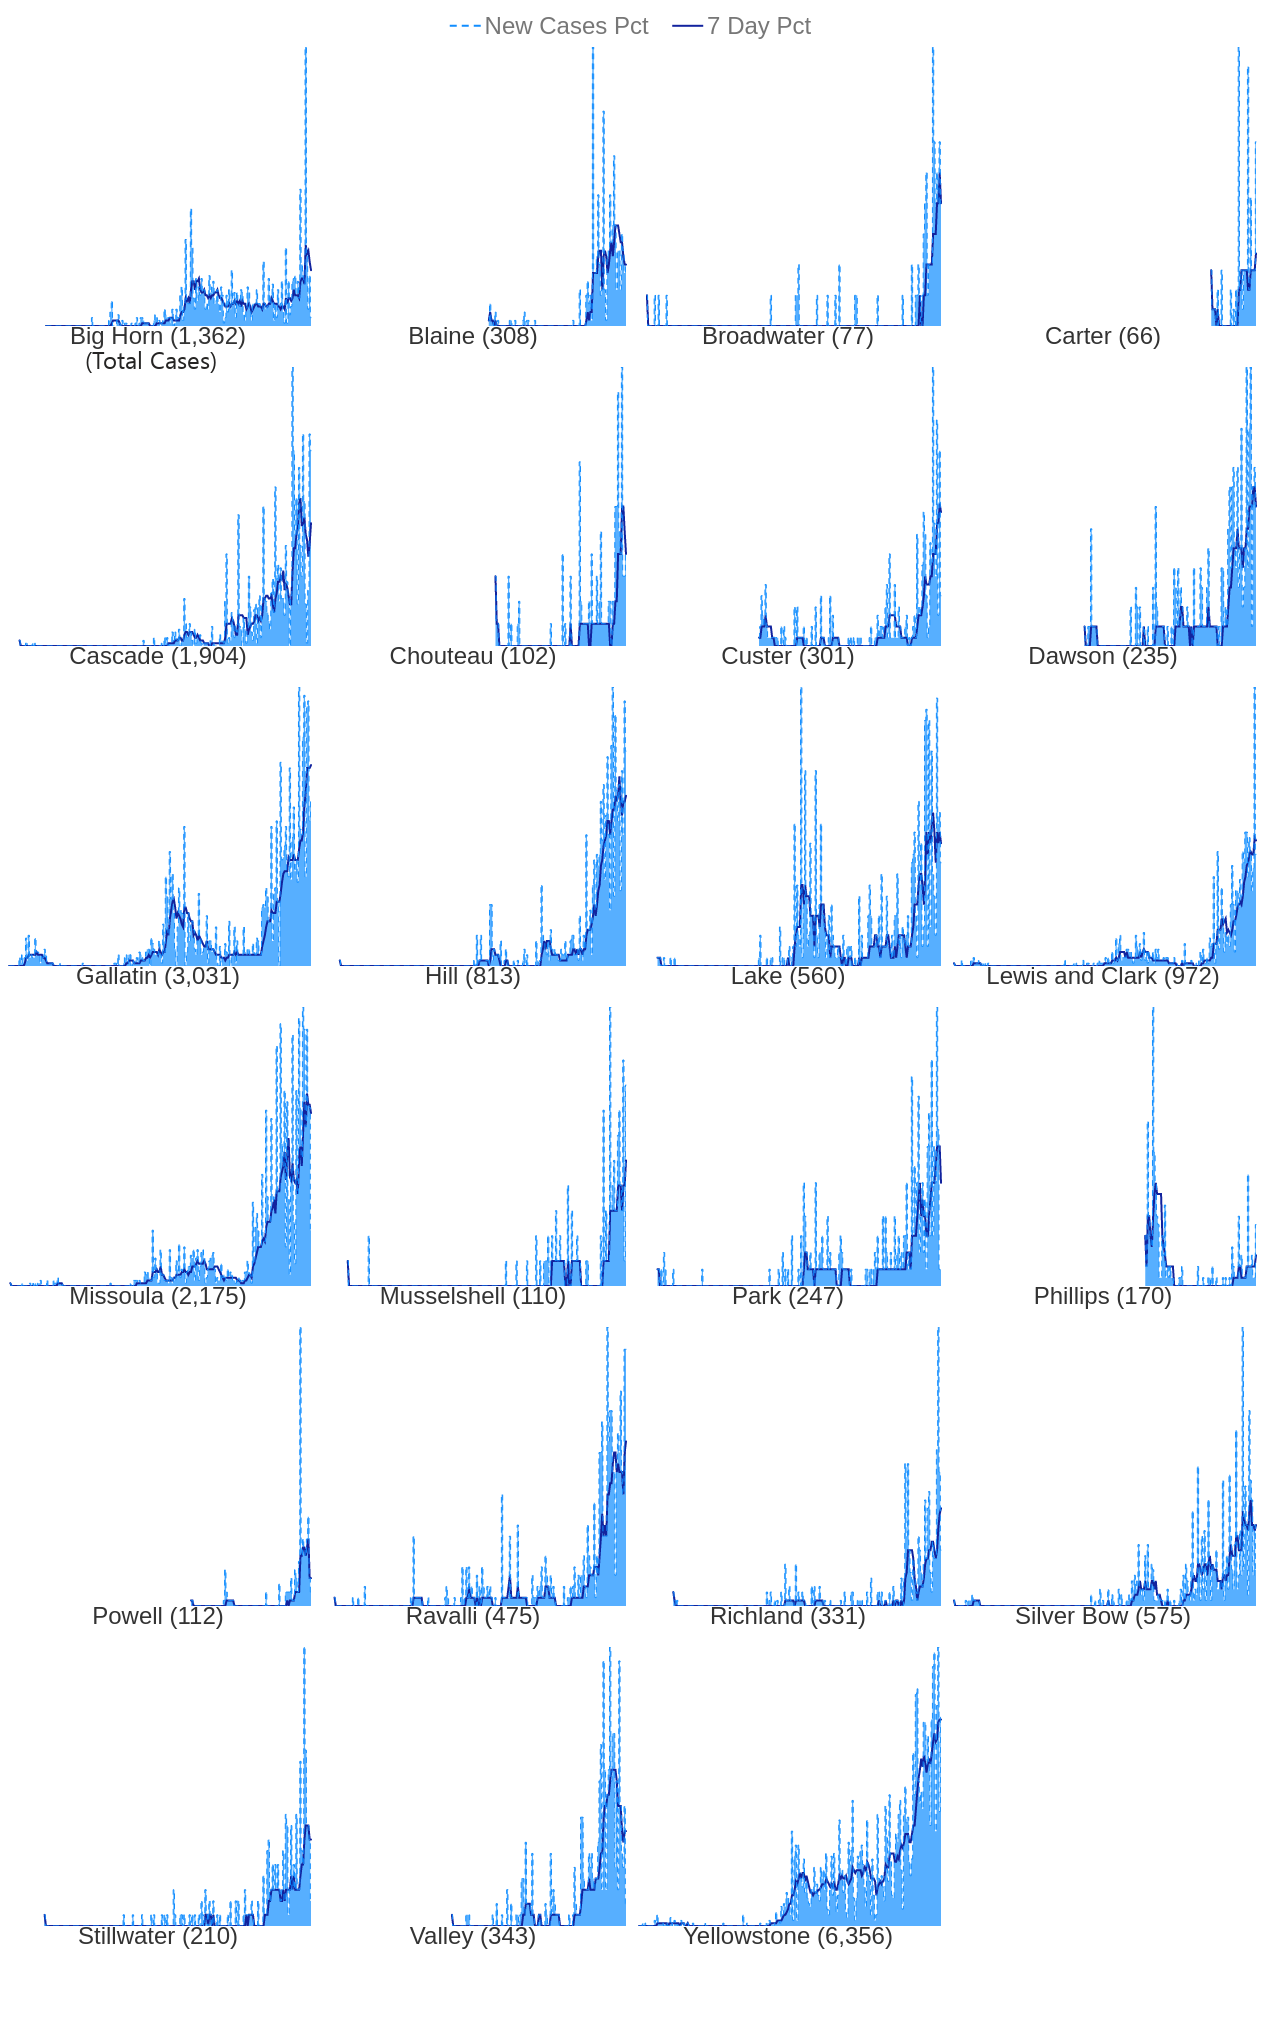 New Cases Pct 7 Day Pct
Big Horn (1,362) Blaine (308) Broadwater (77) Carter (66)
(Total Cases)
Cascade (1,904) Chouteau (102) Custer (301) Dawson (235)
Gallatin (3,031) Hill (813) Lake (560) Lewis and Clark (972)
Missoula (2,175) Musselshell (110) Park (247) Phillips (170)
Powell (112) Ravalli (475) Richland (331) Silver Bow (575)
Stillwater (210) Valley (343) Yellowstone (6,356)